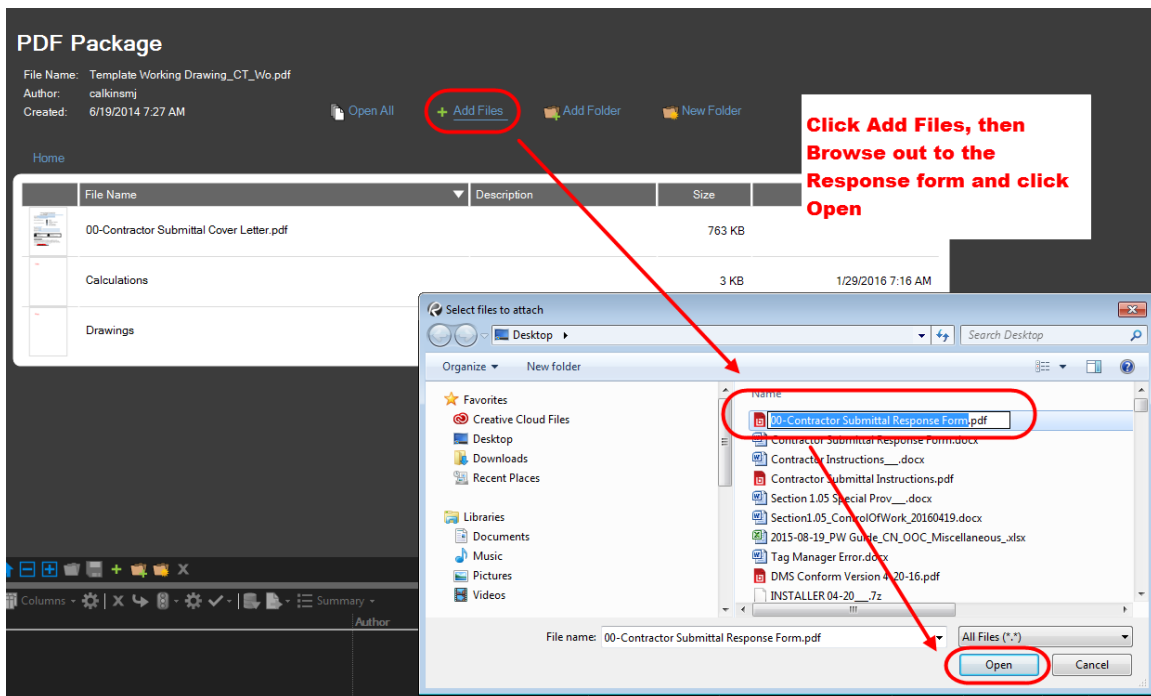 PDF Package
File Name: Template Working Drawing_CT_Wo.pdf
Author: calkinsmj
Created: 6/19/2014 7:27 AM
Open All
Add Files
Add Folder
New Folder
Click Add Files, then
Browse out to the
Response form and click
Open
Home
File Name Description Size
00-Contractor Submittal Cover Letter.pdf 763 KB
Calculations 3 KB 1/29/2016 7:16 AM
Drawings
Select files to attach
Desktop
Search Desktop
Organize New folder
Favorites
Creative Cloud Files
Desktop
Downloads
Recent Places
Libraries
Documents
Music
Pictures
Videos
Name
00-Contractor Submittal Response Form.pdf
Contractor Submittal Response Form.docx
Contractor Instructions__.docx
Contractor Submittal Instructions.pdf
Section 1.05 Special Prov__.docx
Section1.05_ControlOfWork_20160419.docx
2015-08-19_PW Guide_CN_OOC_Miscellaneous_.xlsx
Tag Manager Error.docx
DMS Conform Version 4-20-16.pdf
INSTALLER 04-20__.7z
File name: 00-Contractor Submittal Response Form.pdf
All Files (*.*)
Open Cancel
Columns Summary
Author